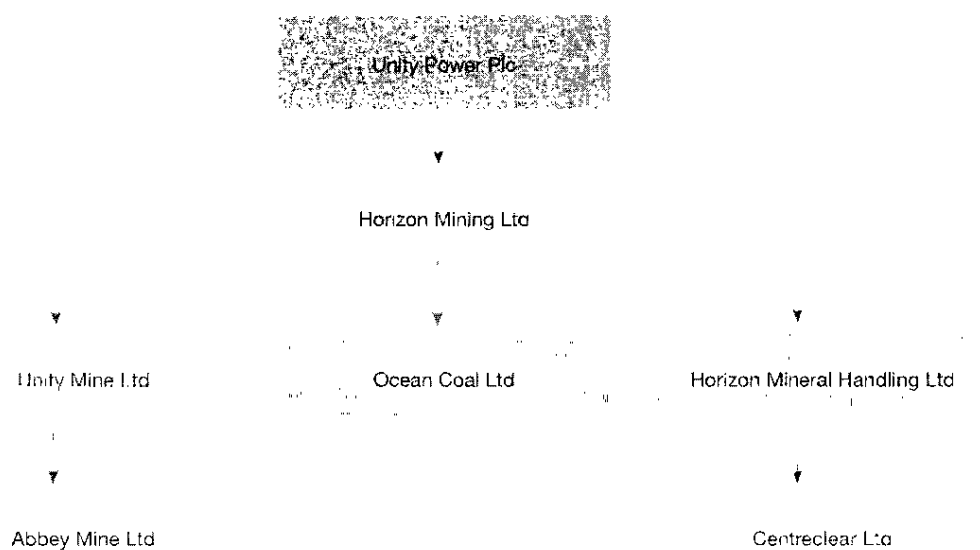 Unity Power Plc
Horizon Mining Ltd
Unity Mine Ltd
Ocean Coal Ltd
Horizon Mineral Handling Ltd
Abbey Mine Ltd
Centreclear Ltd